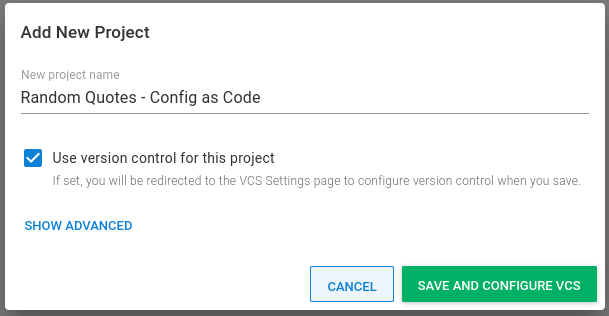 Add New Project
New project name
Random Quotes - Config as Code
Use version control for this project
If set, you will be redirected to the VCS Settings page to configure version control when you save.
SHOW ADVANCED
CANCEL
SAVE AND CONFIGURE VCS